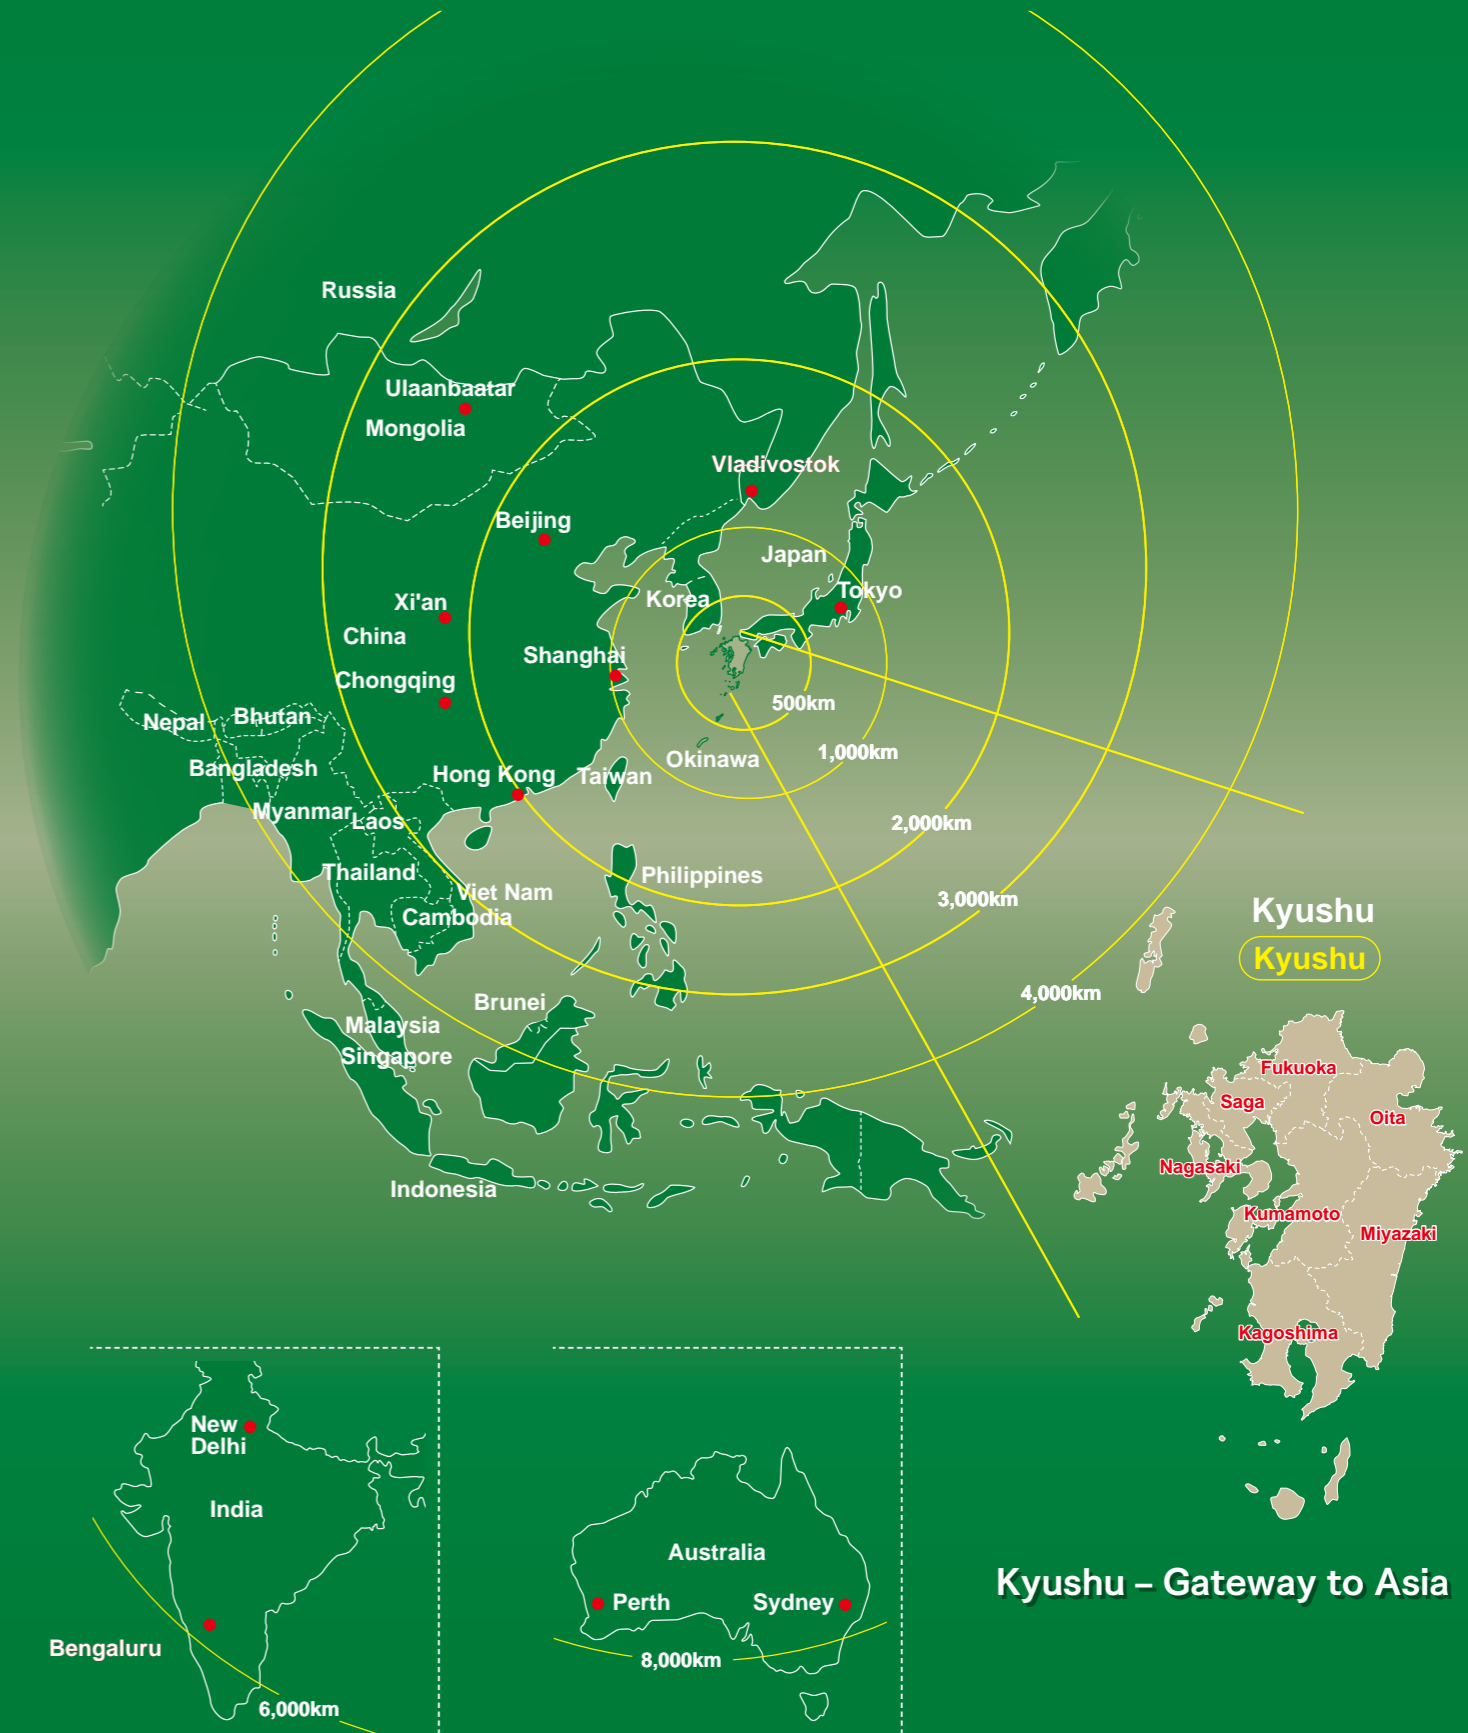 Russia
Ulaanbaatar
Mongolia
Vladivostok
Beijing
Japan
Tokyo
Korea
Xi'an
China
Shanghai
Chongqing
500km
Nepal
Bhutan
1,000km
Okinawa
Bangladesh
Hong Kong
Taiwan
Myanmar
Laos
2,000km
Thailand
Philippines
Viet Nam
3,000km
Cambodia
Kyushu
Kyushu
4,000km
Brunei
Malaysia
Singapore
Fukuoka
Saga
Oita
Nagasaki
Indonesia
Kumamoto
Miyazaki
Kagoshima
New
Delhi
India
Bengaluru
6,000km
Australia
Perth
Sydney
8,000km
Kyushu – Gateway to Asia